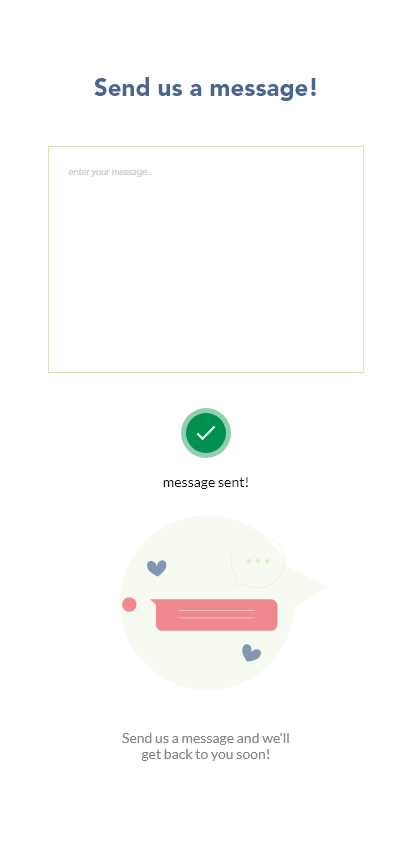 Send us a message!
enter your message..
message sent!
Send us a message and we'll
get back to you soon!